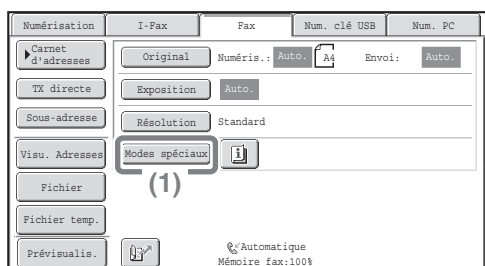 Numérisation I-Fax Fax Num. clé USB Num. PC
Carnet
d'adresses
Original Numéris.: Auto. A4 Envoi: Auto.
TX directe
Exposition Auto.
Sous-adresse
Résolution Standard
Visu. Adresses
Modes spéciaux
(1)
Fichier
Fichier temp.
Prévisualis.
Automatique
Mémoire fax:100%